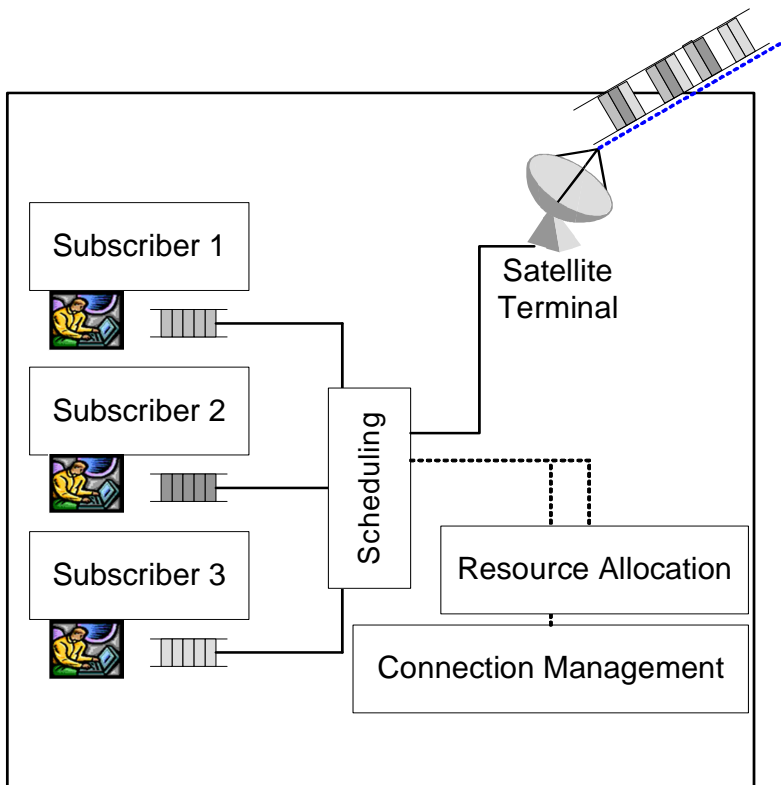 Subscriber 1
Satellite
Terminal
Subscriber 2
Scheduling
Subscriber 3
Resource Allocation
Connection Management